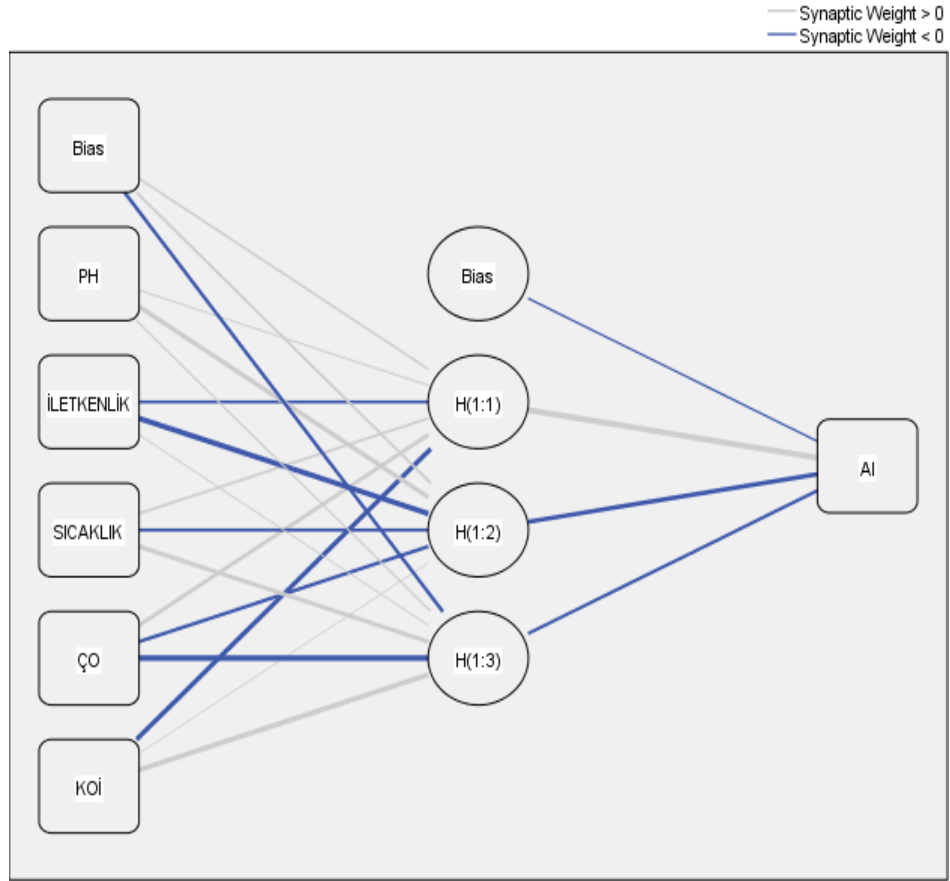 Synaptic Weight > 0
Synaptic Weight < 0
Bias
PH
İLETKENLİK
SICAKLIK
ÇO
KOİ
Bias
H(1:1)
H(1:2)
H(1:3)
AI